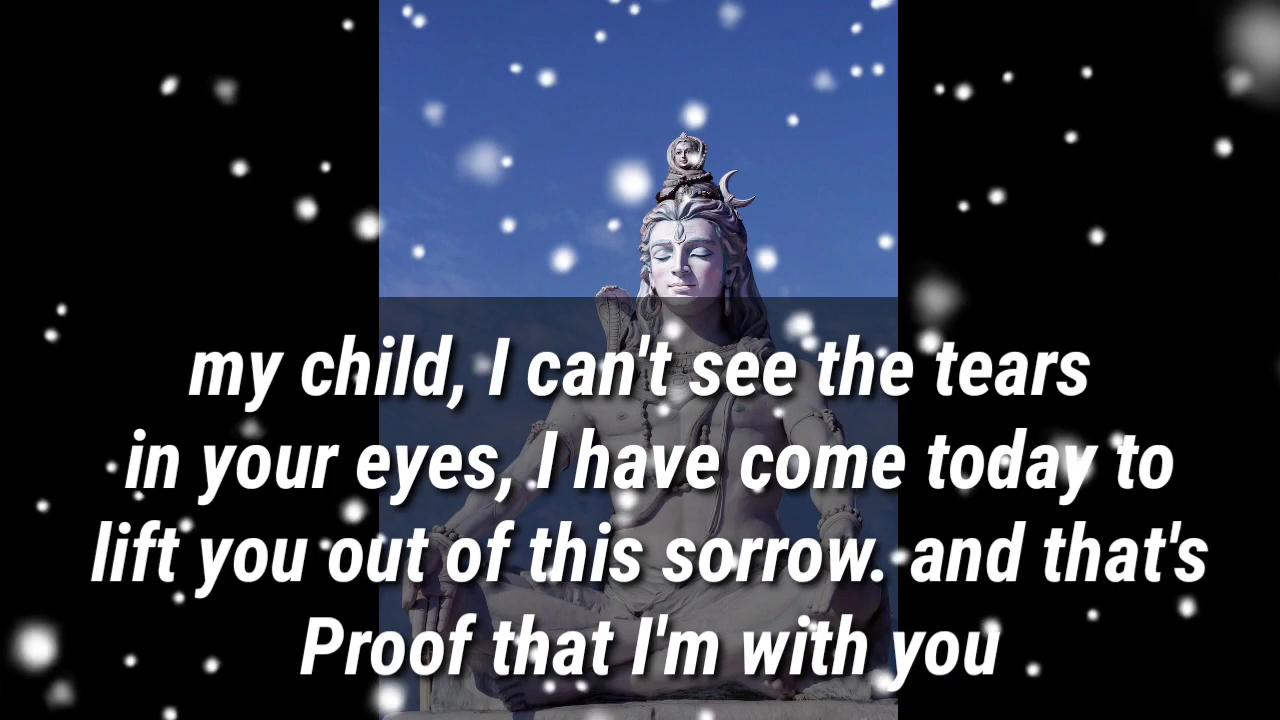 my child, I can't see the tears
in your eyes, I have come today to
lift you out of this sorrow. and that's
Proof that I'm with you